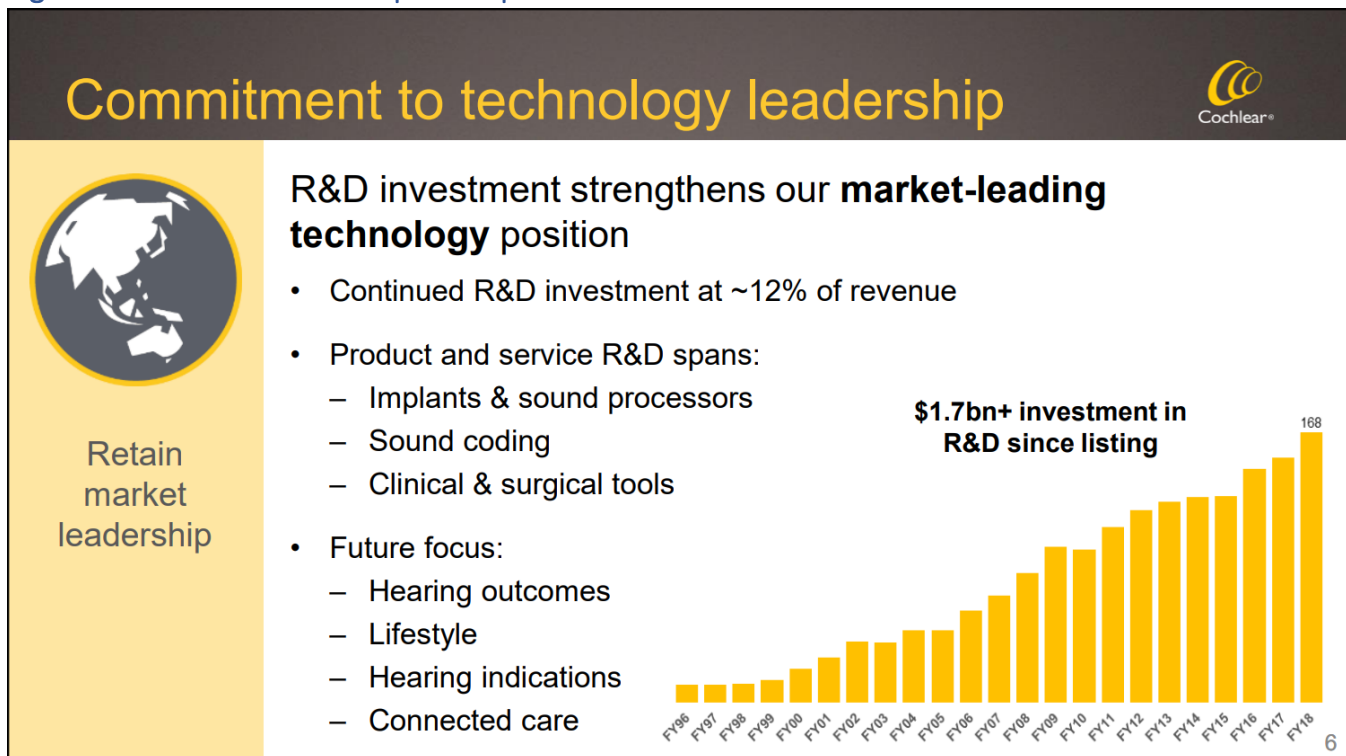 Commitment to technology leadership
Cochlear®
Retain
market
leadership
R&D investment strengthens our market-leading
technology position
• Continued R&D investment at ~12% of revenue
• Product and service R&D spans:
– Implants & sound processors
– Sound coding
– Clinical & surgical tools
• Future focus:
– Hearing outcomes
– Lifestyle
– Hearing indications
– Connected care
$1.7bn+ investment in
R&D since listing
168
FY96 FY97 FY98 FY99 FY00 FY01 FY02 FY03 FY04 FY05 FY06 FY07 FY08 FY09 FY10 FY11 FY12 FY13 FY14 FY15 FY16 FY17 FY18
6